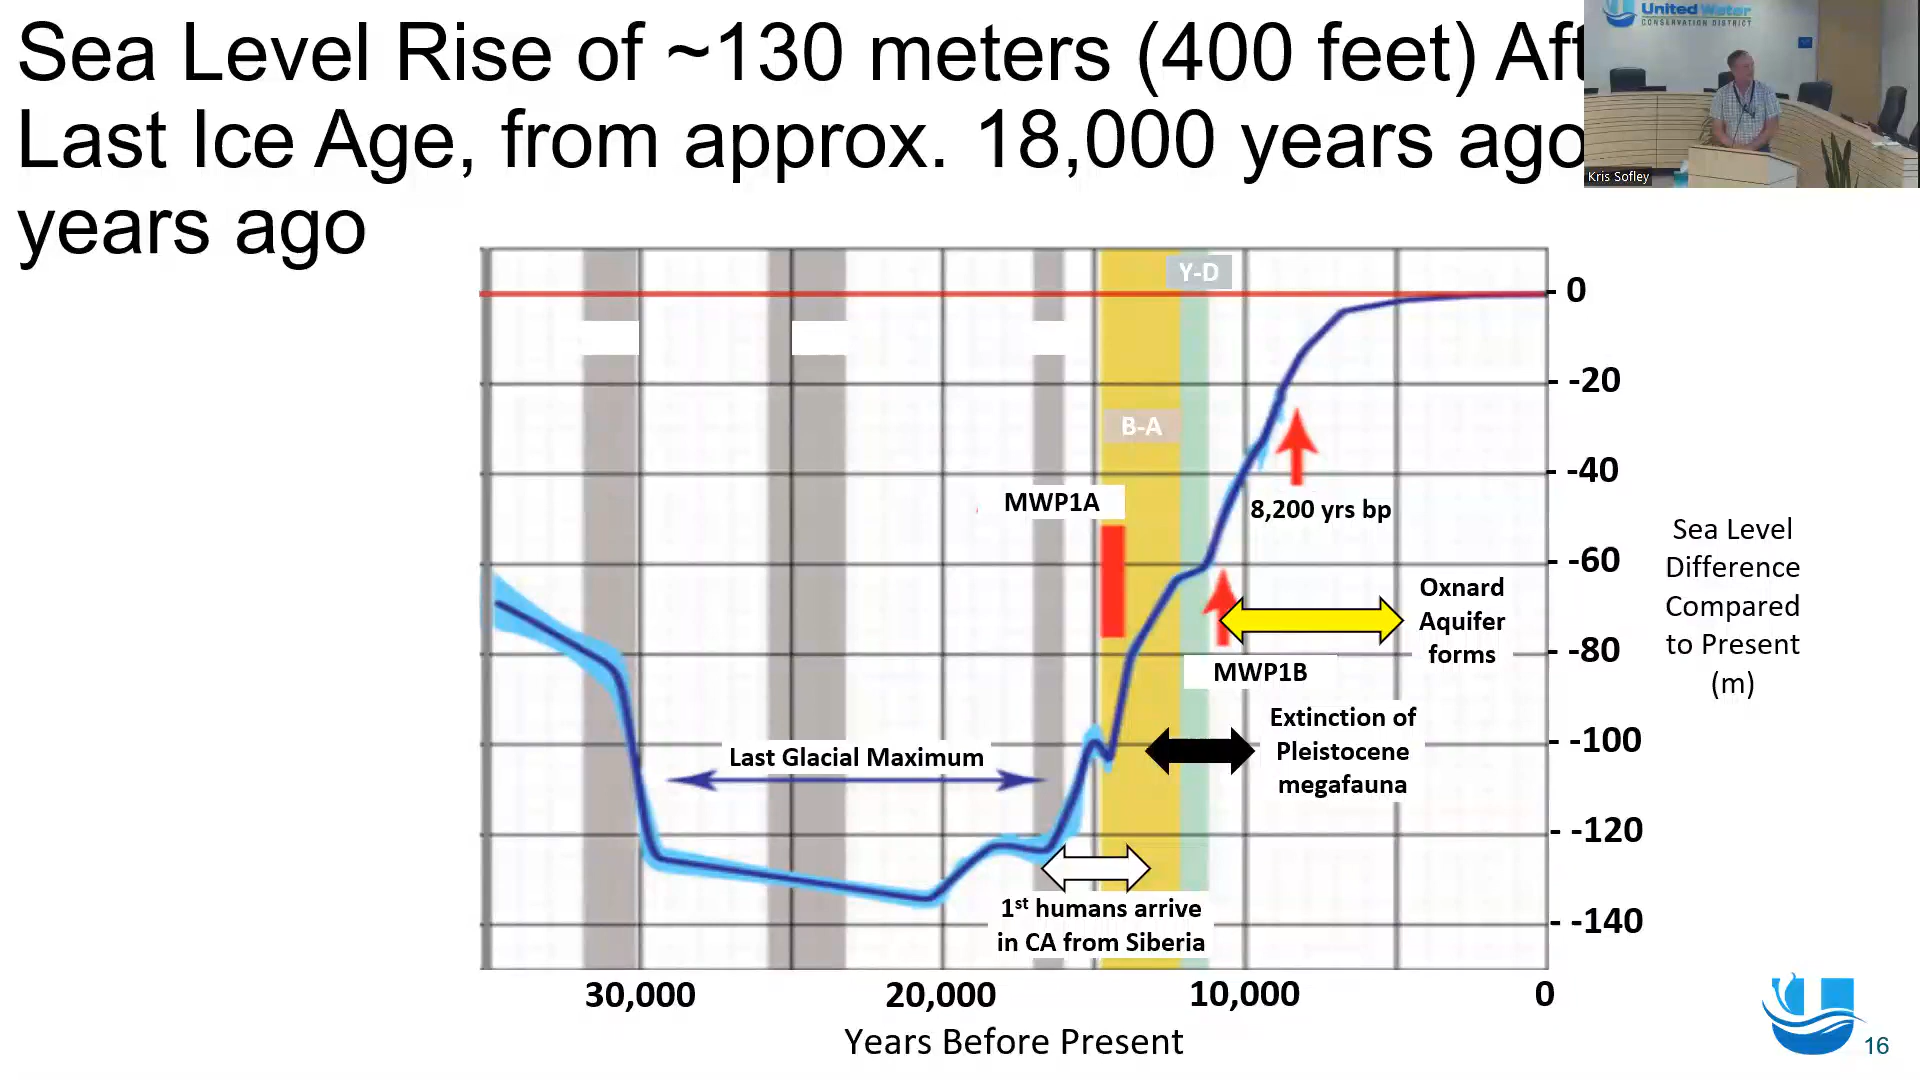 Sea Level Rise of ~130 meters (400 feet) Aft
Last Ice Age, from approx. 18,000 years ago
years ago
United Water
CONSERVATION DISTRICT
Kris Sofley
Y-D
0
-20
B-A
-40
MWP1A
8,200 yrs bp
-60
Sea Level
Difference
Compared
to Present
(m)
Oxnard
Aquifer
forms
-80
MWP1B
Extinction of
Pleistocene
megafauna
-100
Last Glacial Maximum
-120
1st humans arrive
in CA from Siberia
-140
30,000 20,000 10,000 0
Years Before Present
16